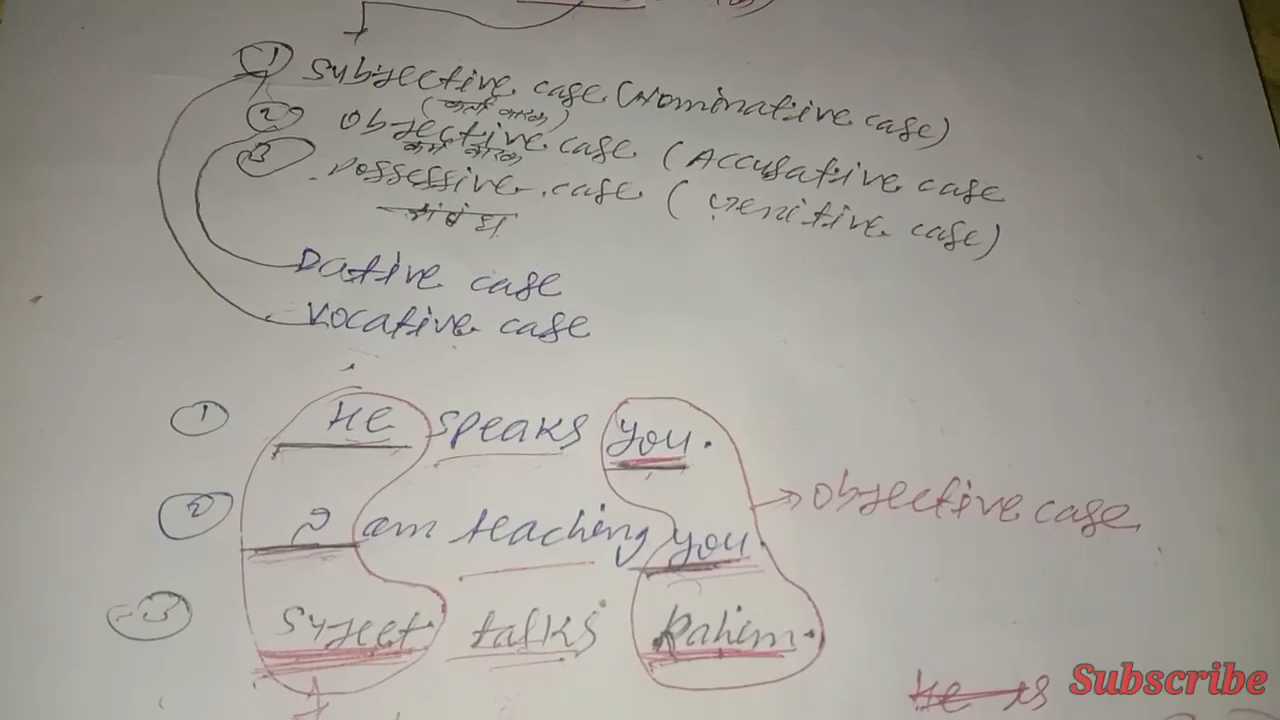 ① Subjective case (Nominative case)
(कर्ता कारक)
② Objective case (Accusative case
कर्म कारक
③ Possessive case (Genitive case)
संबंध
Dative case
Vocative case
① He speaks you.
② I am teaching you.
→ objective case
③ Sujeet talks Rahim.
He is
Subscribe